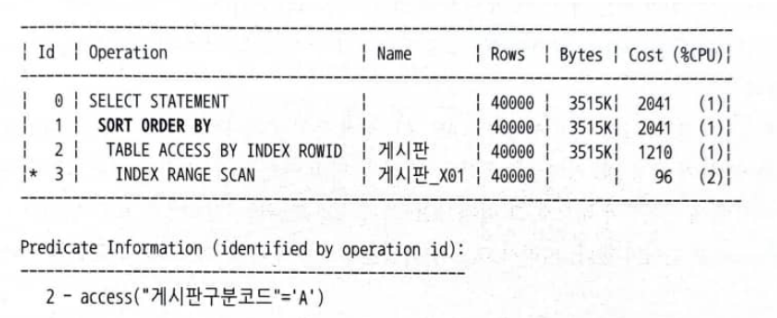 --------------------------------------------------------------------------------
| Id | Operation | Name | Rows | Bytes | Cost (%CPU)|
--------------------------------------------------------------------------------
| 0 | SELECT STATEMENT | | 40000 | 3515K| 2041 (1)|
| 1 | SORT ORDER BY | | 40000 | 3515K| 2041 (1)|
| 2 | TABLE ACCESS BY INDEX ROWID | 게시판 | 40000 | 3515K| 1210 (1)|
|* 3 | INDEX RANGE SCAN | 게시판_X01 | 40000 | | 96 (2)|
--------------------------------------------------------------------------------
Predicate Information (identified by operation id):
--------------------------------------------------
2 - access("게시판구분코드"='A')